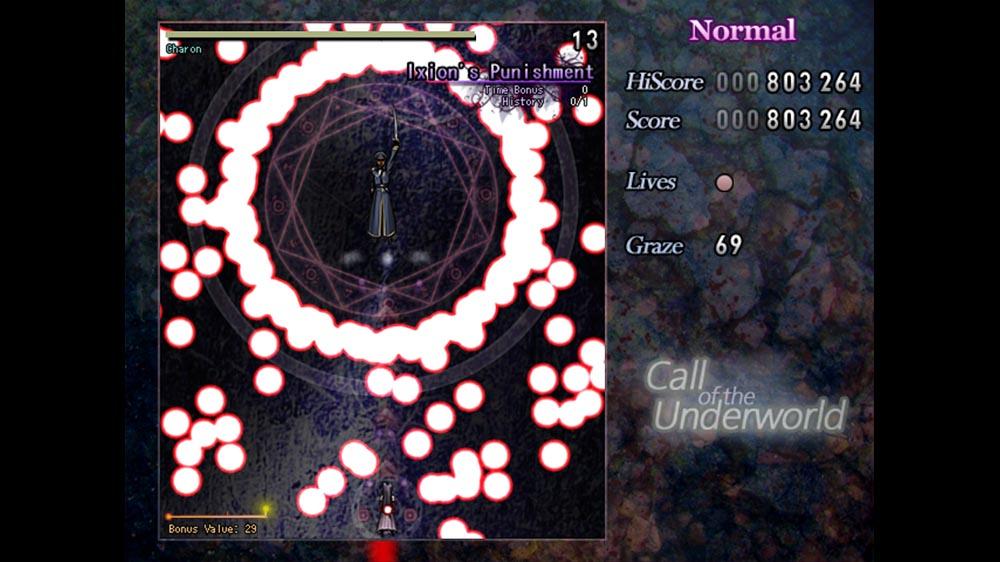 Charon
13
Ixion's Punishment
Time Bonus 0
History 0/1
Bonus Value: 29
Normal
HiScore 000 803 264
Score 000 803 264
Lives
Graze 69
Call
of the
Underworld